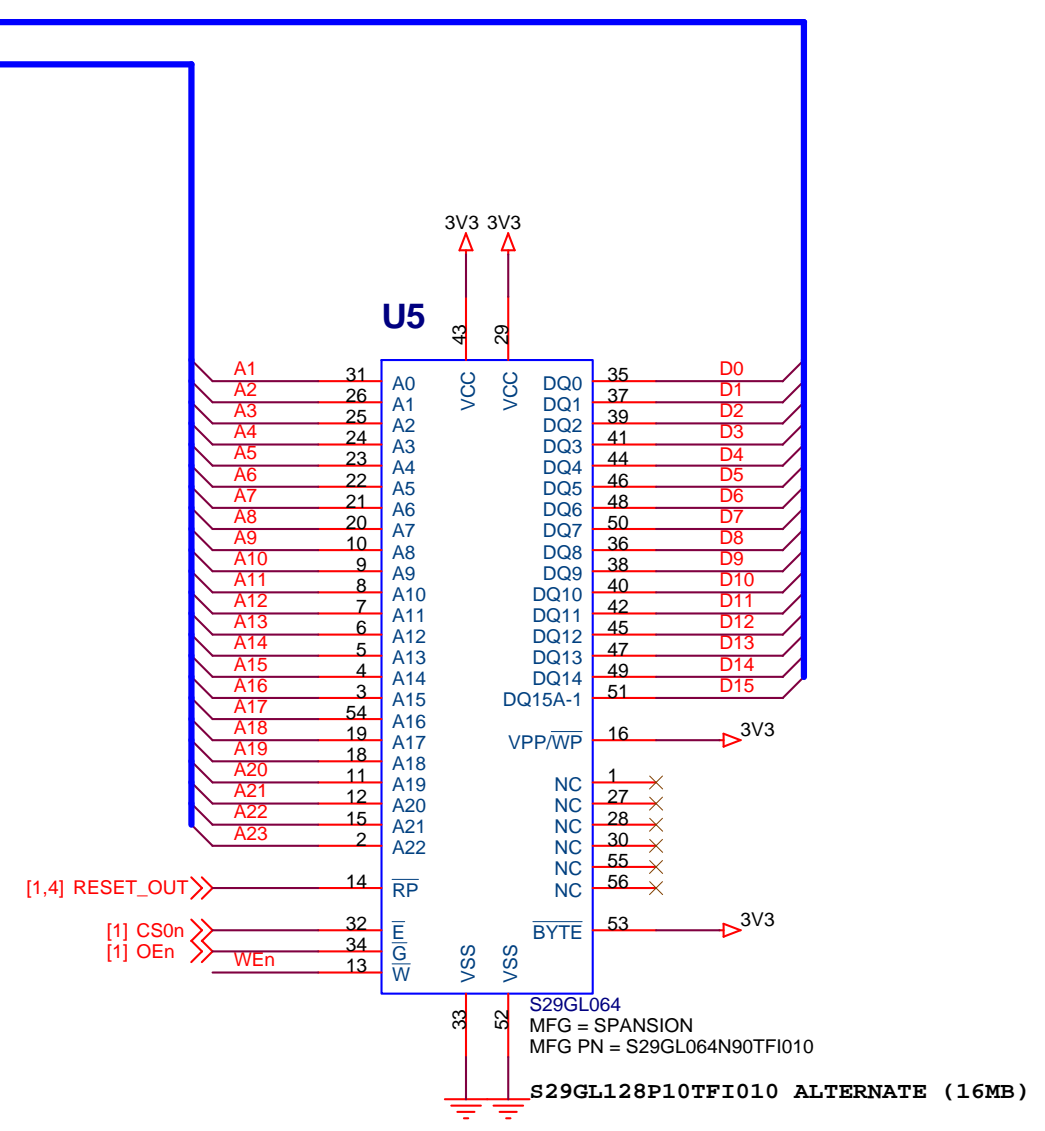 3V3 3V3
U5
43 29
VCC VCC
A1 31 A0 DQ0 35 D0
A2 26 A1 DQ1 37 D1
A3 25 A2 DQ2 39 D2
A4 24 A3 DQ3 41 D3
A5 23 A4 DQ4 44 D4
A6 22 A5 DQ5 46 D5
A7 21 A6 DQ6 48 D6
A8 20 A7 DQ7 50 D7
A9 10 A8 DQ8 36 D8
A10 9 A9 DQ9 38 D9
A11 8 A10 DQ10 40 D10
A12 7 A11 DQ11 42 D11
A13 6 A12 DQ12 45 D12
A14 5 A13 DQ13 47 D13
A15 4 A14 DQ14 49 D14
A16 3 A15 DQ15A-1 51 D15
A17 54 A16
A18 19 A17 VPP/WP 16 3V3
A19 18 A18
A20 11 A19 NC 1
A21 12 A20 NC 27
A22 15 A21 NC 28
A23 2 A22 NC 30
NC 55
[1,4] RESET_OUT 14 RP NC 56
[1] CS0n 32 E BYTE 53 3V3
[1] OEn 34 G
WEn 13 W
VSS VSS
33 52
S29GL064
MFG = SPANSION
MFG PN = S29GL064N90TFI010
S29GL128P10TFI010 ALTERNATE (16MB)